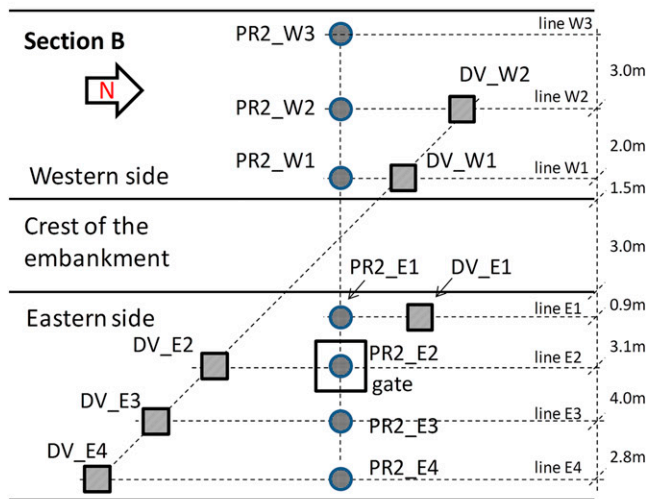 PR2_W3
line W3
Section B
3.0m
DV_W2
N
PR2_W2
line W2
2.0m
PR2_W1
DV_W1
Western side
line W1
1.5m
Crest of the
embankment
3.0m
PR2_E1
DV_E1
Eastern side
line E1
0.9m
DV_E2
PR2_E2
line E2
3.1m
gate
DV_E3
4.0m
PR2_E3
line E3
DV_E4
2.8m
PR2_E4
line E4